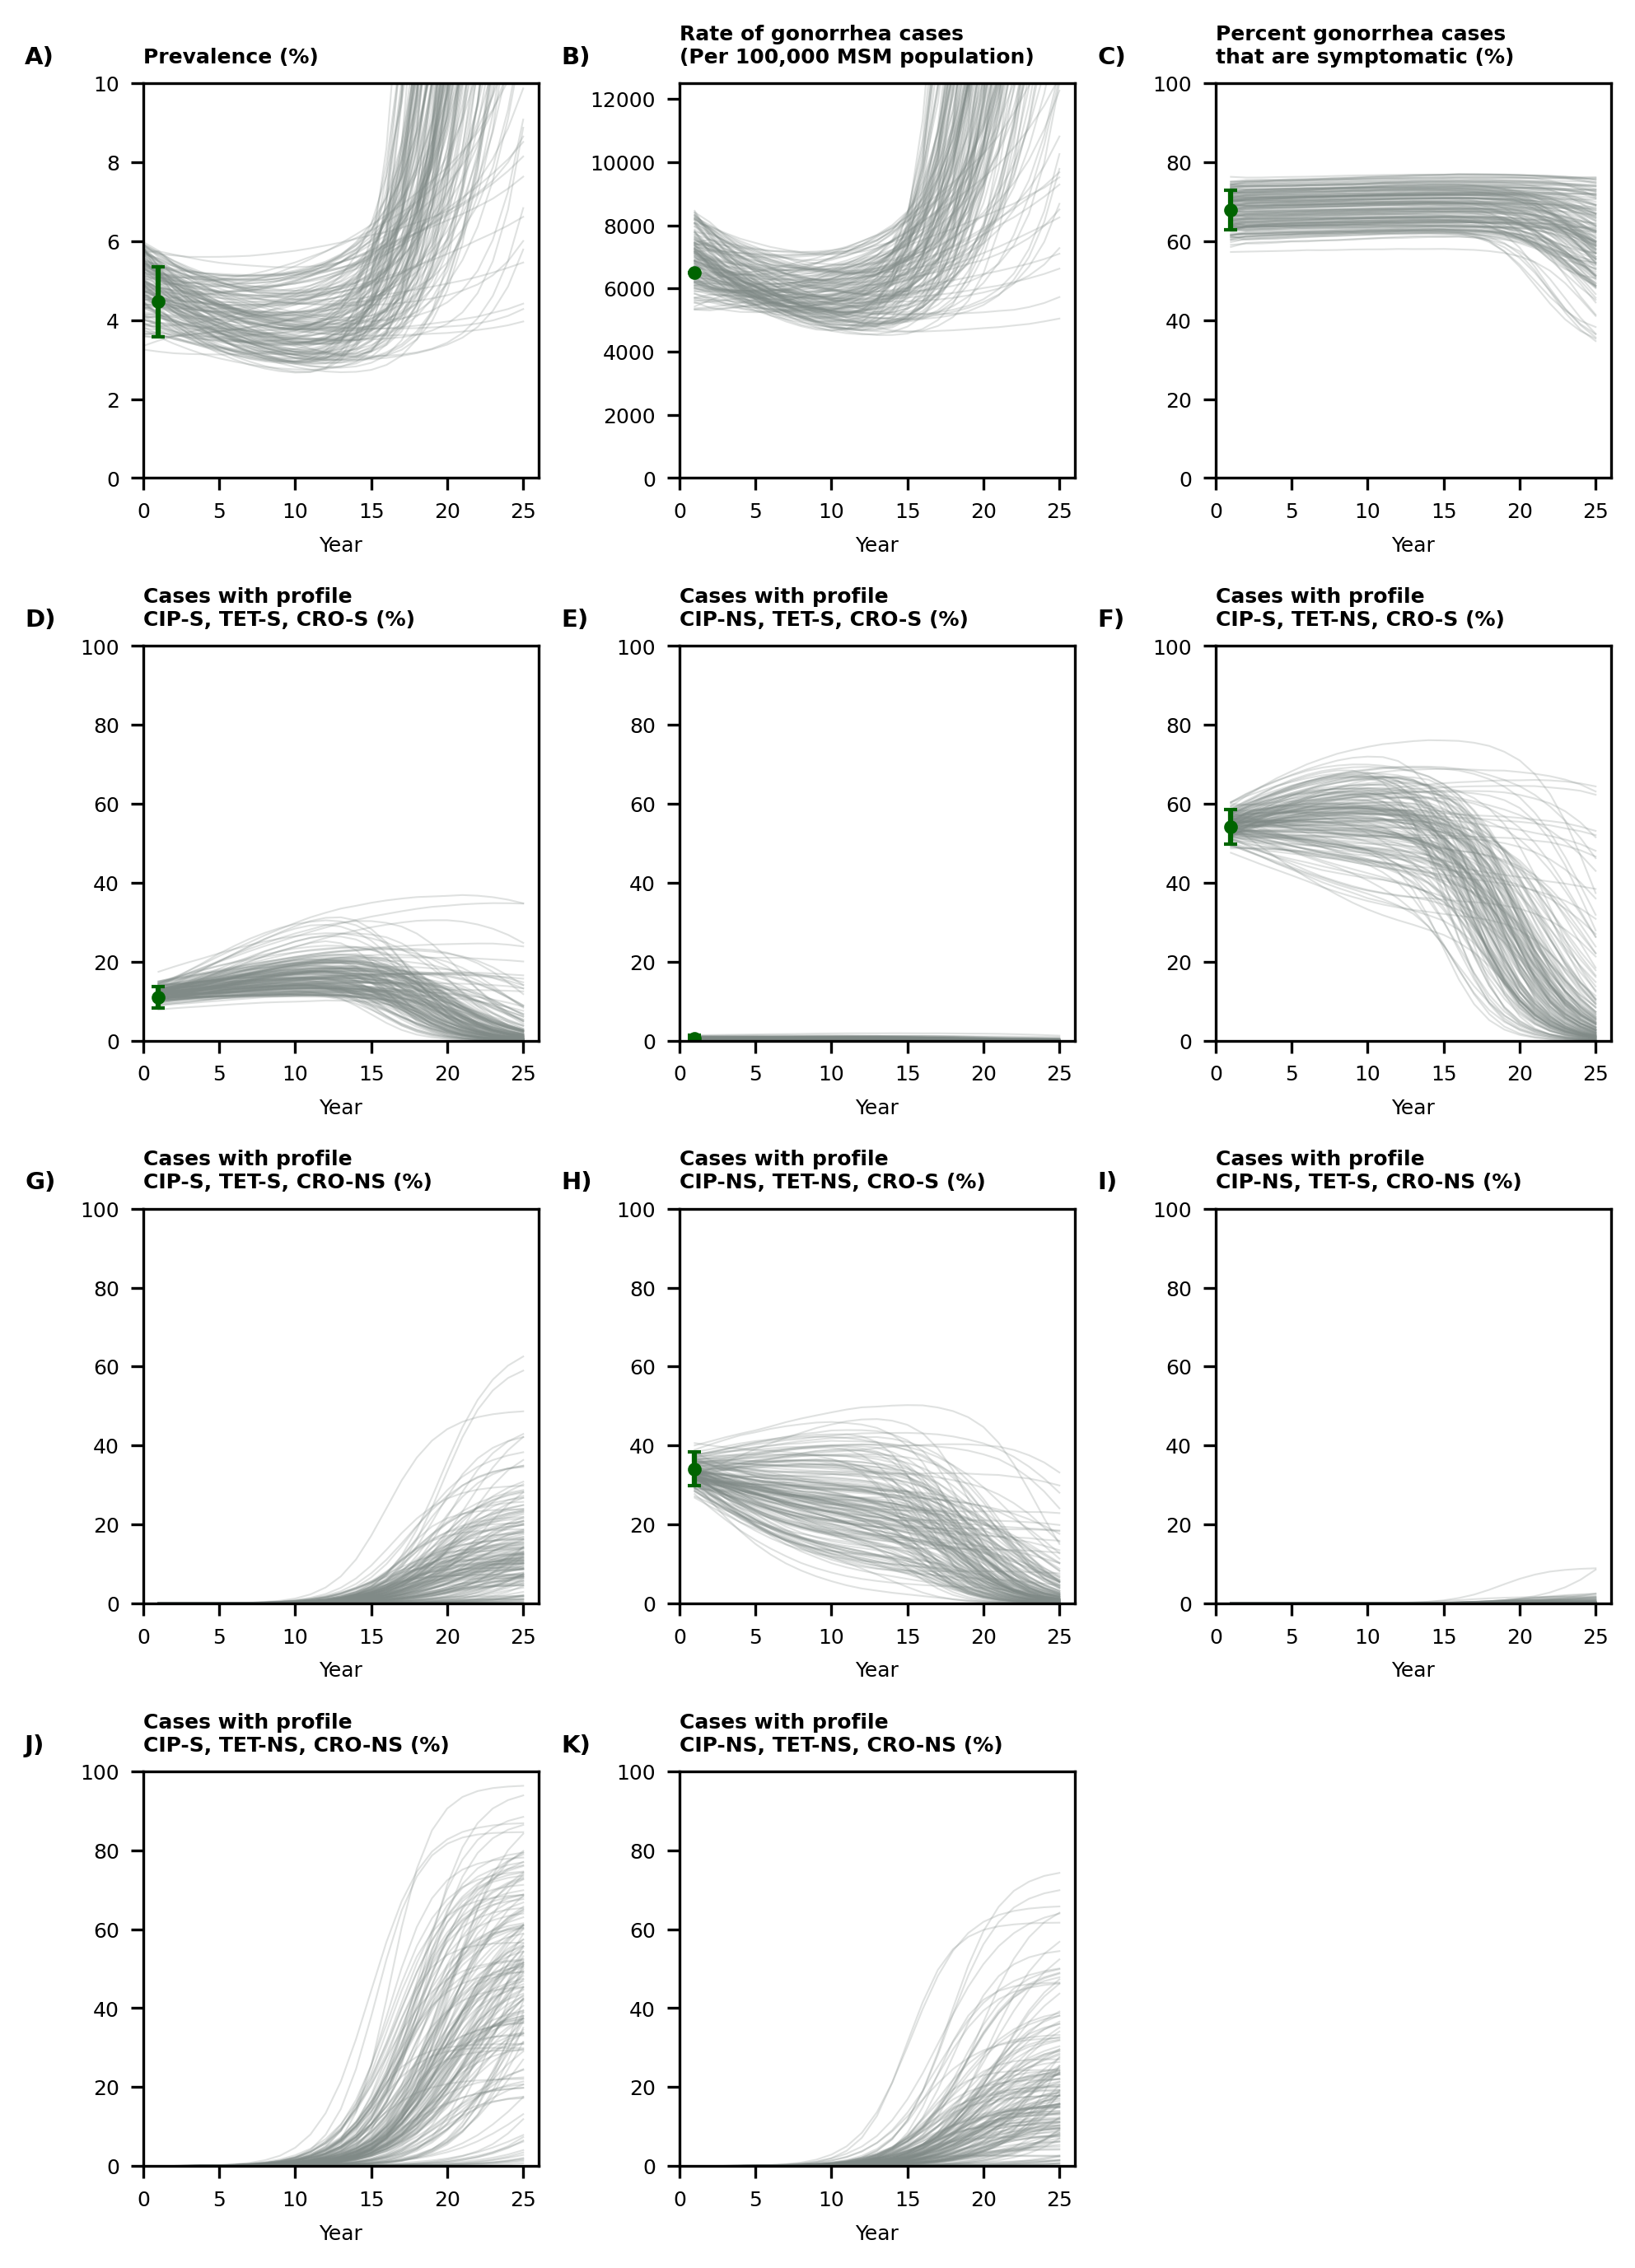 A)
Prevalence (%)
10
8
6
4
2
0
0 5 10 15 20 25
Year
B)
Rate of gonorrhea cases
(Per 100,000 MSM population)
12000
10000
8000
6000
4000
2000
0
0 5 10 15 20 25
Year
C)
Percent gonorrhea cases
that are symptomatic (%)
100
80
60
40
20
0
0 5 10 15 20 25
Year
D)
Cases with profile
CIP-S, TET-S, CRO-S (%)
100
80
60
40
20
0
0 5 10 15 20 25
Year
E)
Cases with profile
CIP-NS, TET-S, CRO-S (%)
100
80
60
40
20
0
0 5 10 15 20 25
Year
F)
Cases with profile
CIP-S, TET-NS, CRO-S (%)
100
80
60
40
20
0
0 5 10 15 20 25
Year
G)
Cases with profile
CIP-S, TET-S, CRO-NS (%)
100
80
60
40
20
0
0 5 10 15 20 25
Year
H)
Cases with profile
CIP-NS, TET-NS, CRO-S (%)
100
80
60
40
20
0
0 5 10 15 20 25
Year
I)
Cases with profile
CIP-NS, TET-S, CRO-NS (%)
100
80
60
40
20
0
0 5 10 15 20 25
Year
J)
Cases with profile
CIP-S, TET-NS, CRO-NS (%)
100
80
60
40
20
0
0 5 10 15 20 25
Year
K)
Cases with profile
CIP-NS, TET-NS, CRO-NS (%)
100
80
60
40
20
0
0 5 10 15 20 25
Year